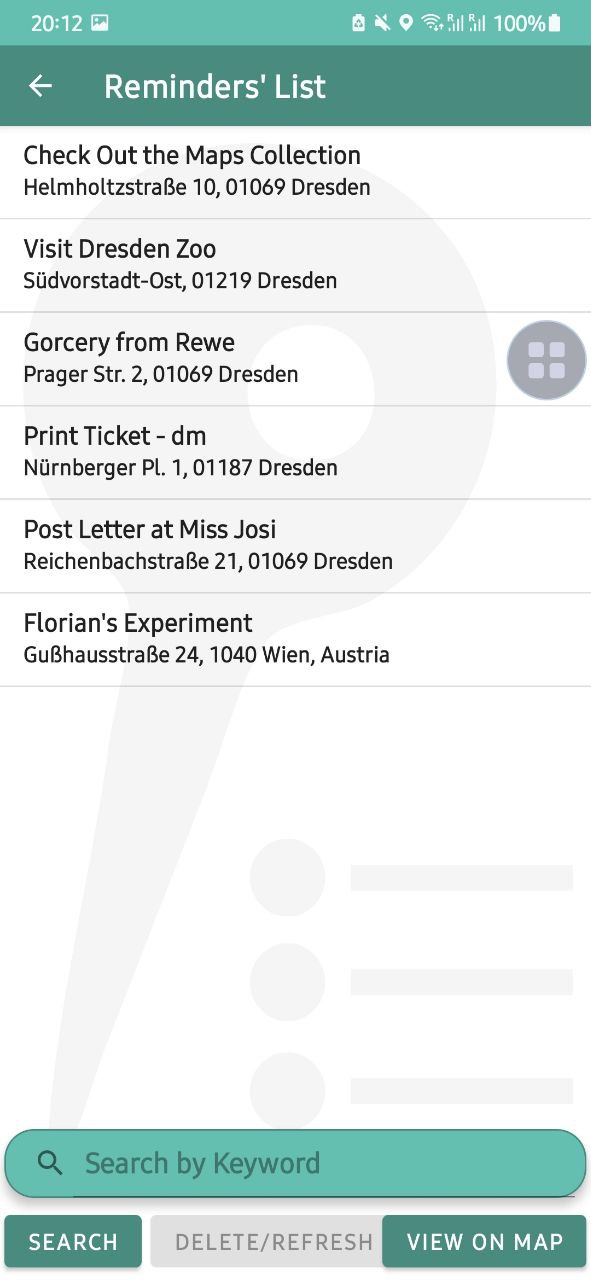 20:12 100%
Reminders' List
Check Out the Maps Collection
Helmholtzstraße 10, 01069 Dresden
Visit Dresden Zoo
Südvorstadt-Ost, 01219 Dresden
Gorcery from Rewe
Prager Str. 2, 01069 Dresden
Print Ticket - dm
Nürnberger Pl. 1, 01187 Dresden
Post Letter at Miss Josi
Reichenbachstraße 21, 01069 Dresden
Florian's Experiment
Gußhausstraße 24, 1040 Wien, Austria
Search by Keyword
SEARCH DELETE/REFRESH VIEW ON MAP